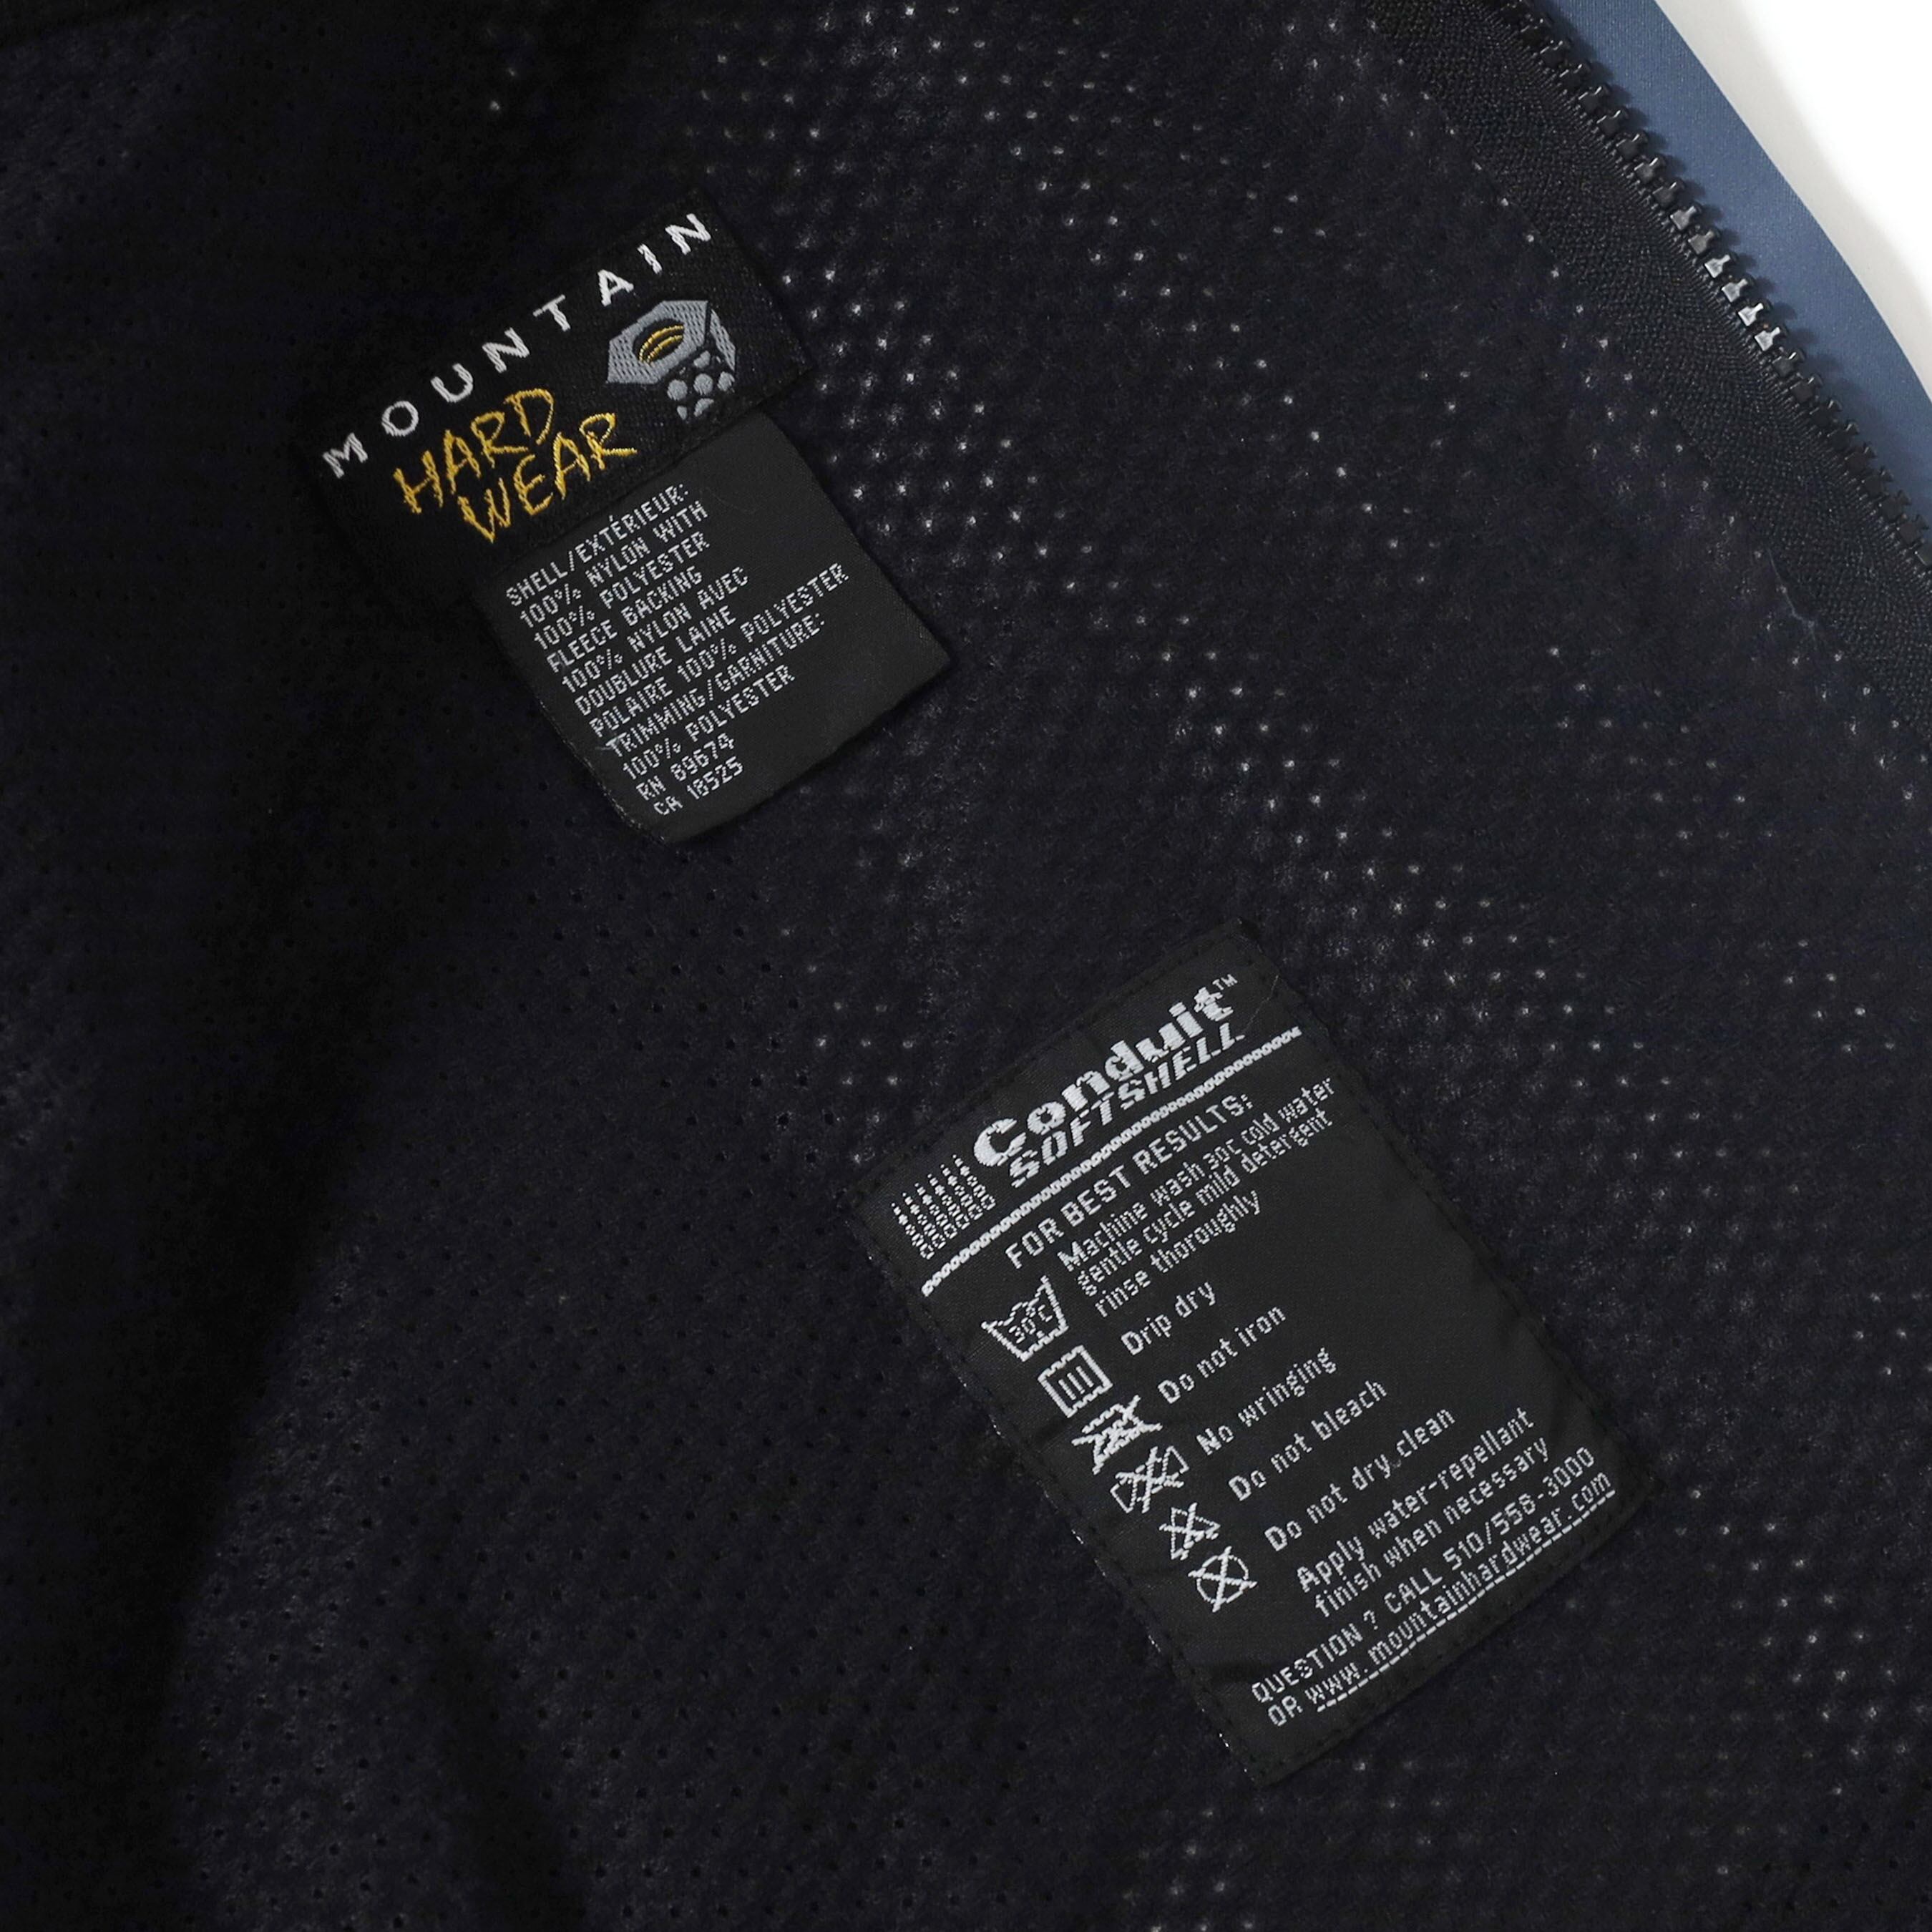 MOUNTAIN
HARD
WEAR
SHELL/EXTÉRIEUR:
100% NYLON WITH
100% POLYESTER
FLEECE BACKING
100% NYLON AVEC
DOUBLURE LAINE
POLAIRE 100% POLYESTER
TRIMMING/GARNITURE:
100% POLYESTER
RN 89674
CA 18525
Conduit™
SOFTSHELL
FOR BEST RESULTS:
Machine wash 30c cold water
gentle cycle mild detergent
rinse thoroughly
30°C
Drip dry
Do not iron
No wringing
Do not bleach
Do not dry clean
Apply water-repellant
finish when necessary
QUESTION ? CALL 510/558-3000
OR www.mountainhardwear.com